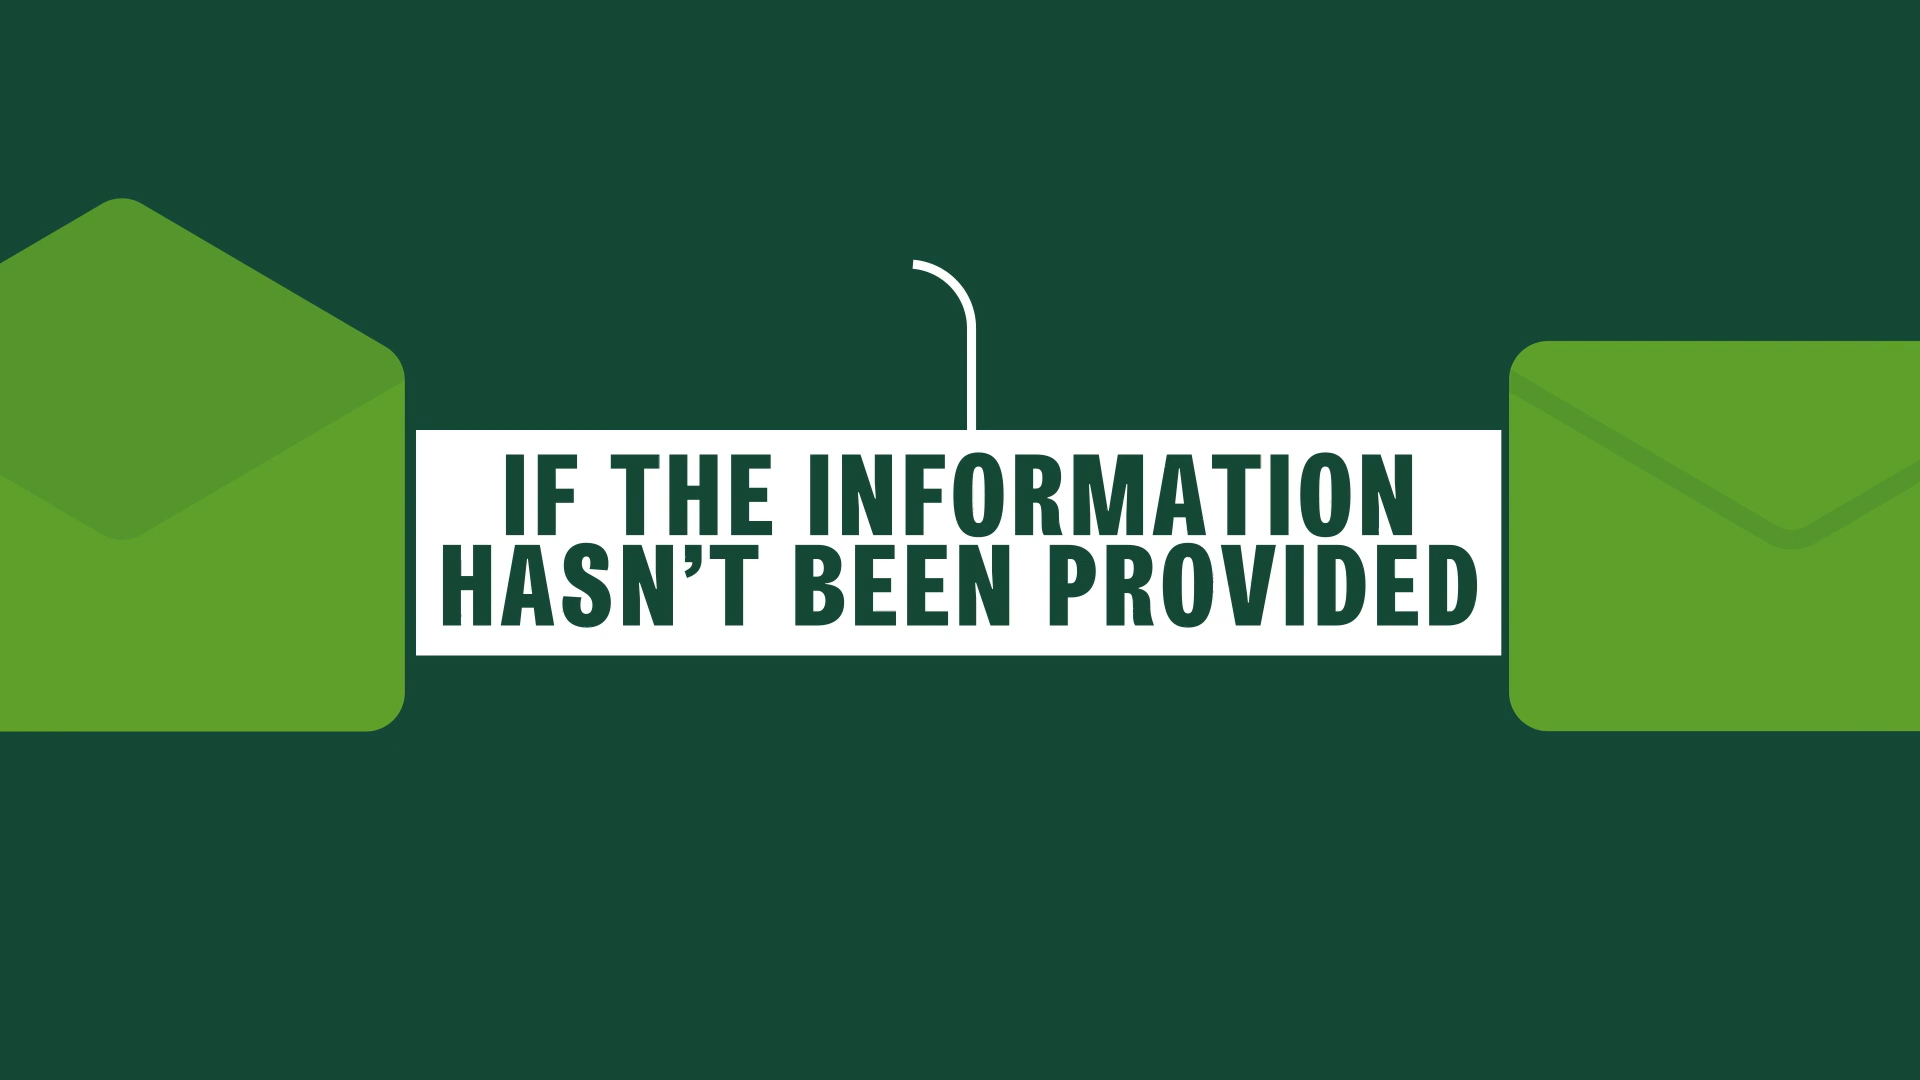 IF THE INFORMATION
HASN’T BEEN PROVIDED